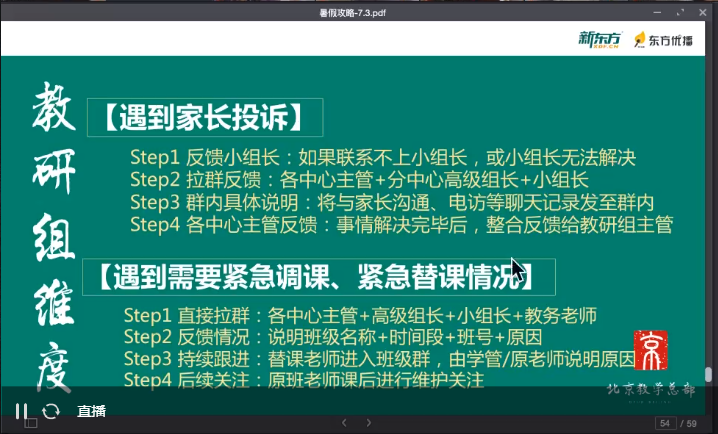 暑假攻略-7.3.pdf
新东方
XDF.CN
东方优播
教研组维度
【遇到家长投诉】
Step1 反馈小组长：如果联系不上小组长，或小组长无法解决
Step2 拉群反馈：各中心主管+分中心高级组长+小组长
Step3 群内具体说明：将与家长沟通、电访等聊天记录发至群内
Step4 各中心主管反馈：事情解决完毕后，整合反馈给教研组主管
【遇到需要紧急调课、紧急替课情况】
Step1 直接拉群：各中心主管+高级组长+小组长+教务老师
Step2 反馈情况：说明班级名称+时间段+班号+原因
Step3 持续跟进：替课老师进入班级群，由学管/原老师说明原因
Step4 后续关注：原班老师课后进行维护关注
京
北京教学总部
直播
54 / 59